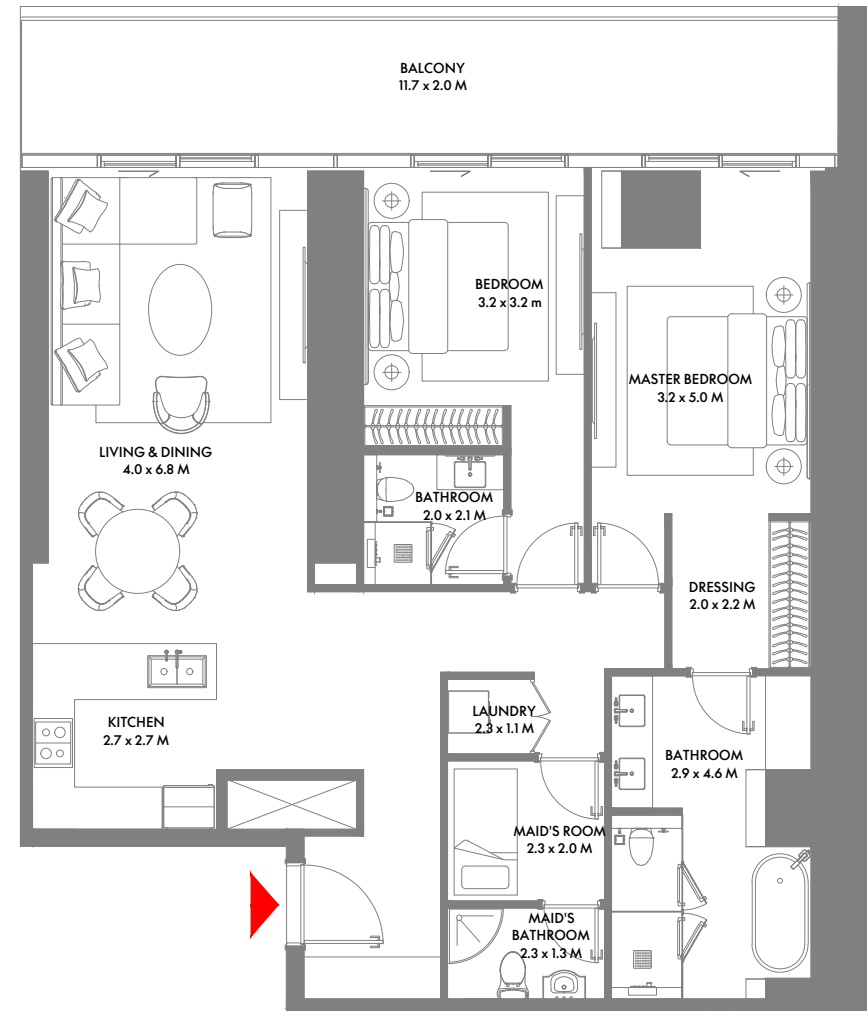 BALCONY
11.7 x 2.0 M
BEDROOM
3.2 x 3.2 m
MASTER BEDROOM
3.2 x 5.0 M
LIVING & DINING
4.0 x 6.8 M
BATHROOM
2.0 x 2.1 M
DRESSING
2.0 x 2.2 M
KITCHEN
2.7 x 2.7 M
LAUNDRY
2.3 x 1.1 M
BATHROOM
2.9 x 4.6 M
MAID'S ROOM
2.3 x 2.0 M
MAID'S
BATHROOM
2.3 x 1.3 M